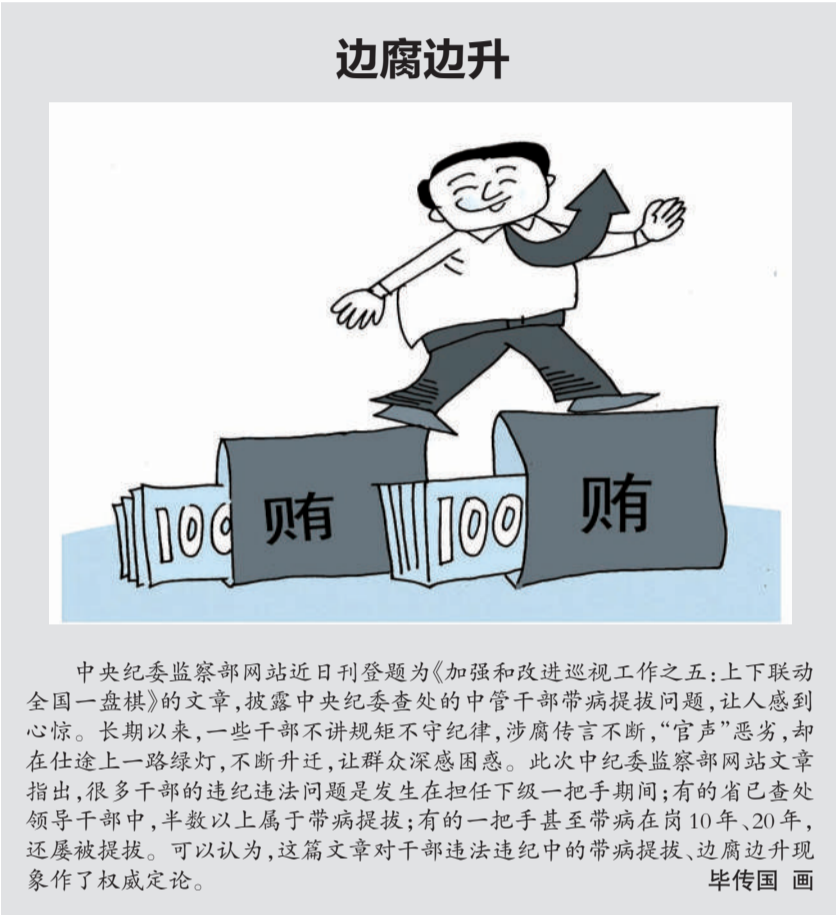 边腐边升
100
贿
100
贿
中央纪委监察部网站近日刊登题为《加强和改进巡视工作之五：上下联动
全国一盘棋》的文章，披露中央纪委查处的中管干部带病提拔问题，让人感到
心惊。长期以来，一些干部不讲规矩不守纪律，涉腐传言不断，“官声”恶劣，却
在仕途上一路绿灯，不断升迁，让群众深感困惑。此次中纪委监察部网站文章
指出，很多干部的违纪违法问题是发生在担任下级一把手期间；有的省已查处
领导干部中，半数以上属于带病提拔；有的一把手甚至带病在岗10年、20年，
还屡被提拔。可以认为，这篇文章对干部违法违纪中的带病提拔、边腐边升现
象作了权威定论。 毕传国 画